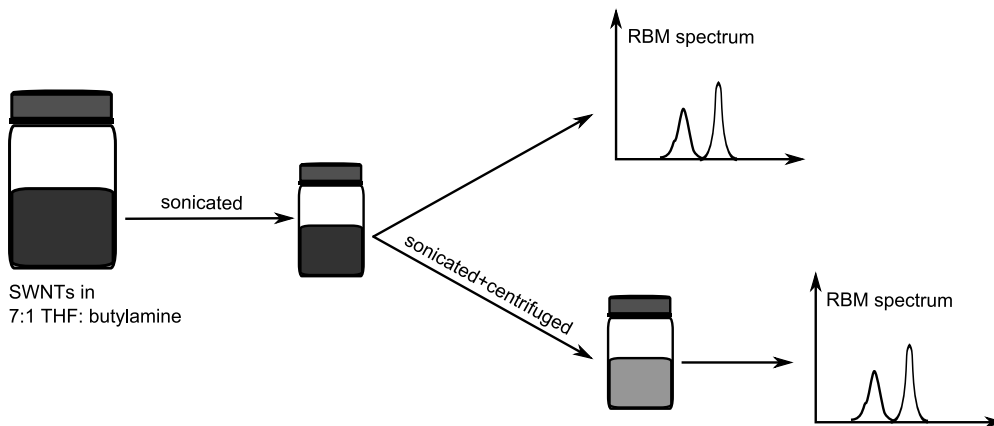 RBM spectrum
sonicated
sonicated+centrifuged
SWNTs in
7:1 THF: butylamine
RBM spectrum